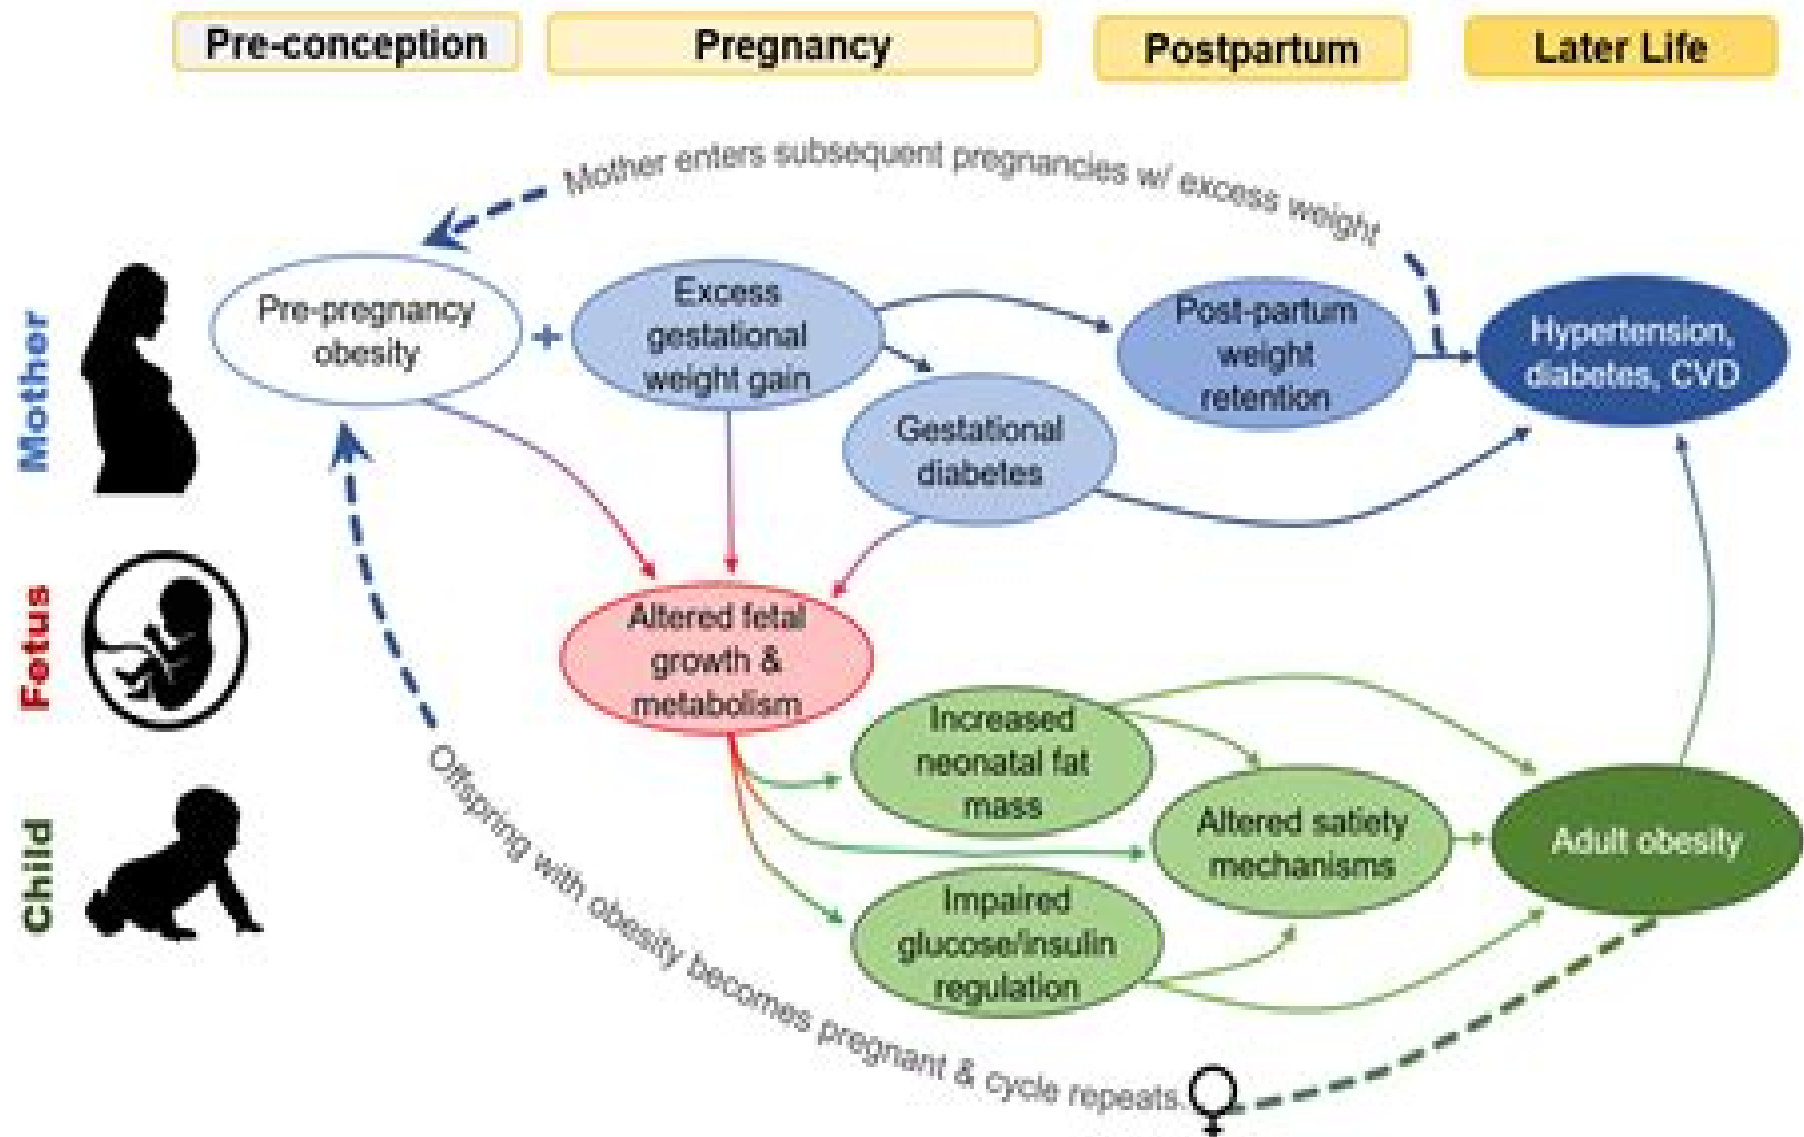 Pre-conception
Pregnancy
Postpartum
Later Life
Mother enters subsequent pregnancies w/ excess weight
Mother
Pre-pregnancy
obesity
+
Excess
gestational
weight gain
Gestational
diabetes
Post-partum
weight
retention
Hypertension,
diabetes, CVD
Fetus
Altered fetal
growth &
metabolism
Child
Increased
neonatal fat
mass
Altered satiety
mechanisms
Impaired
glucose/insulin
regulation
Adult obesity
Offspring with obesity becomes pregnant & cycle repeats.